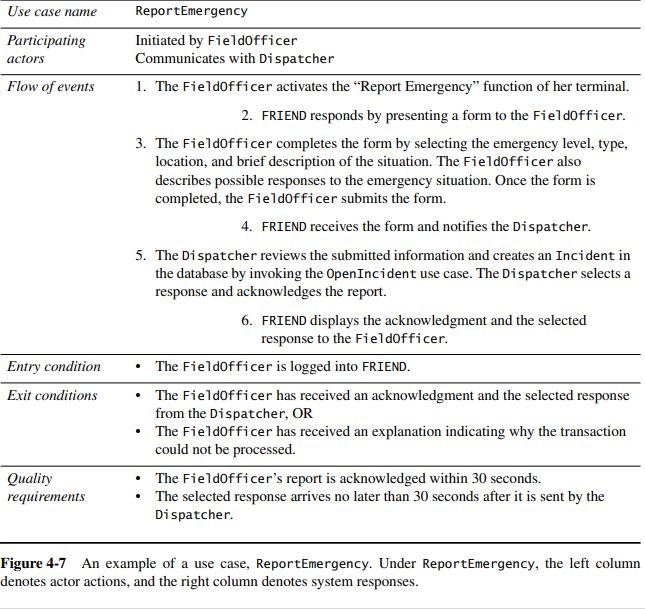 Use case name ReportEmergency
Participating actors Initiated by FieldOfficer
Communicates with Dispatcher
Flow of events 1. The FieldOfficer activates the “Report Emergency” function of her terminal.
2. FRIEND responds by presenting a form to the FieldOfficer.
3. The FieldOfficer completes the form by selecting the emergency level, type,
location, and brief description of the situation. The FieldOfficer also
describes possible responses to the emergency situation. Once the form is
completed, the FieldOfficer submits the form.
4. FRIEND receives the form and notifies the Dispatcher.
5. The Dispatcher reviews the submitted information and creates an Incident in
the database by invoking the OpenIncident use case. The Dispatcher selects a
response and acknowledges the report.
6. FRIEND displays the acknowledgment and the selected
response to the FieldOfficer.
Entry condition • The FieldOfficer is logged into FRIEND.
Exit conditions • The FieldOfficer has received an acknowledgment and the selected response
from the Dispatcher, OR
• The FieldOfficer has received an explanation indicating why the transaction
could not be processed.
Quality requirements • The FieldOfficer’s report is acknowledged within 30 seconds.
• The selected response arrives no later than 30 seconds after it is sent by the
Dispatcher.
Figure 4-7 An example of a use case, ReportEmergency. Under ReportEmergency, the left column
denotes actor actions, and the right column denotes system responses.